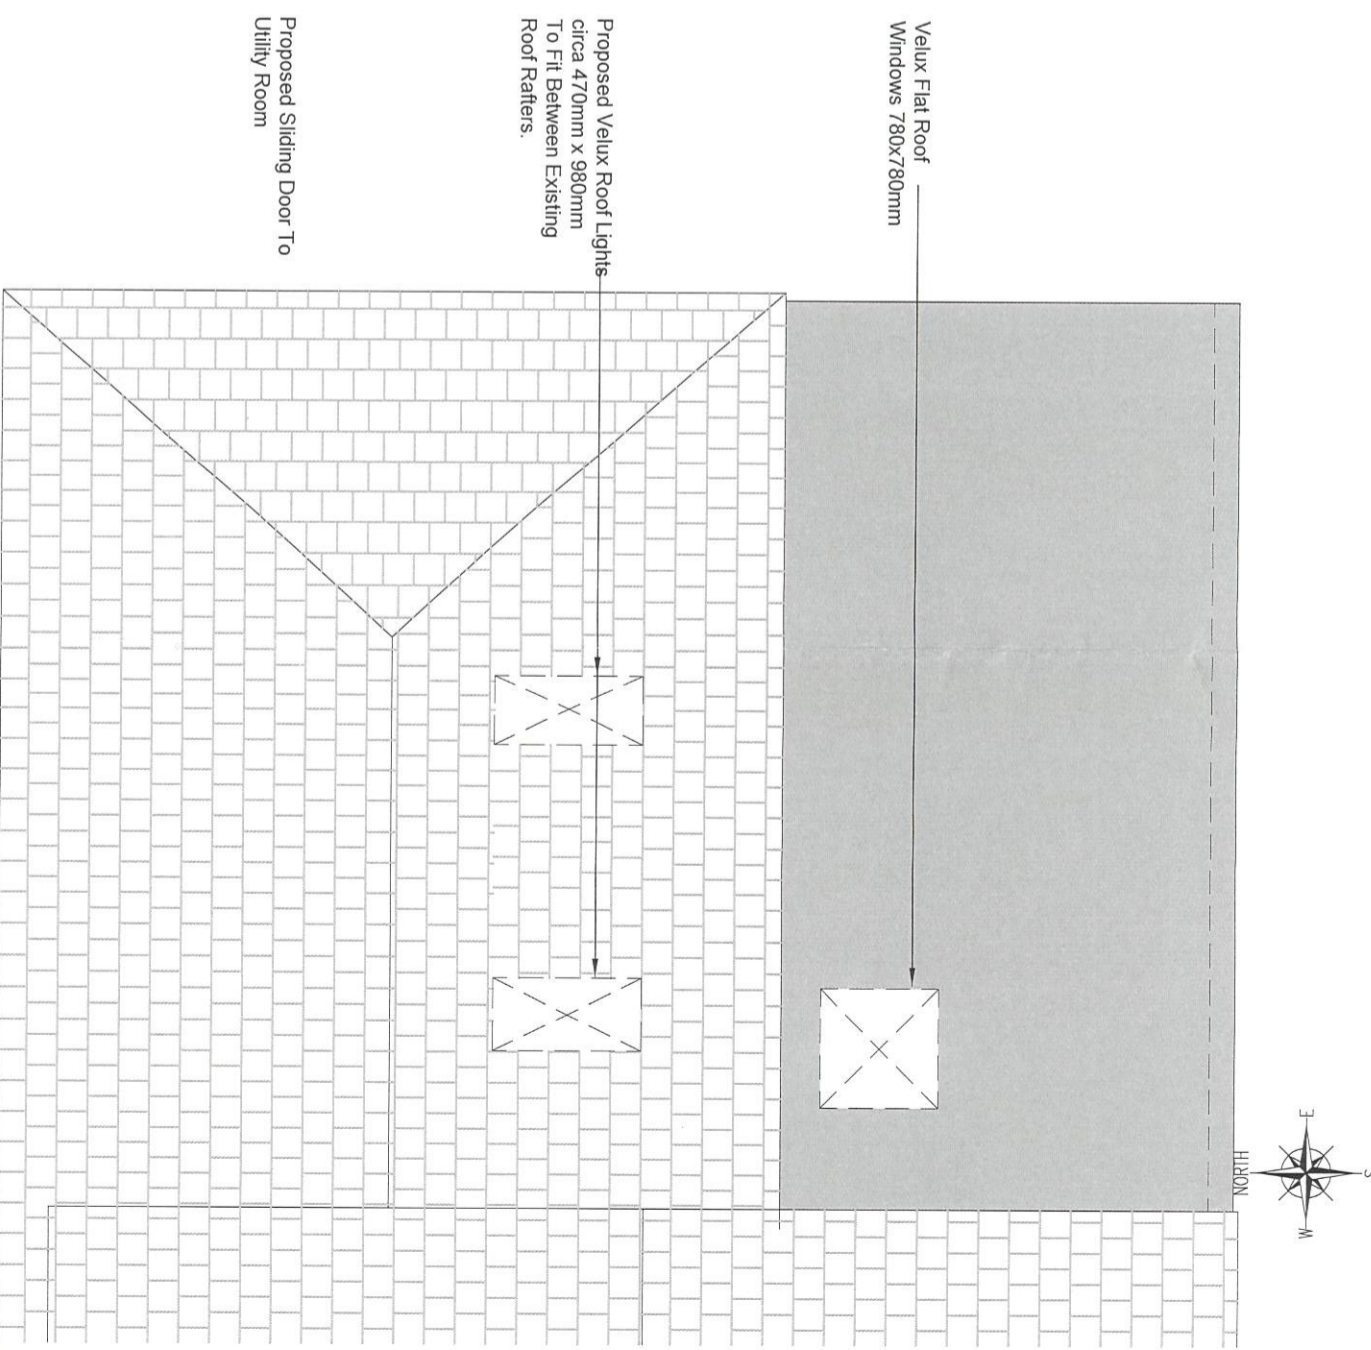 Velux Flat Roof
Windows 780x780mm
Proposed Velux Roof Lights
circa 470mm x 980mm
To Fit Between Existing
Roof Rafters.
Proposed Sliding Door To
Utility Room
E
S
W
NORTH